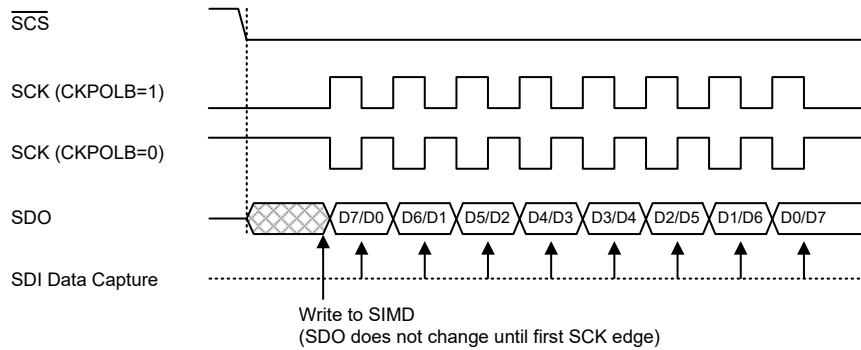 SCS
SCK (CKPOLB=1)
SCK (CKPOLB=0)
SDO
D7/D0 D6/D1 D5/D2 D4/D3 D3/D4 D2/D5 D1/D6 D0/D7
SDI Data Capture
Write to SIMD
(SDO does not change until first SCK edge)